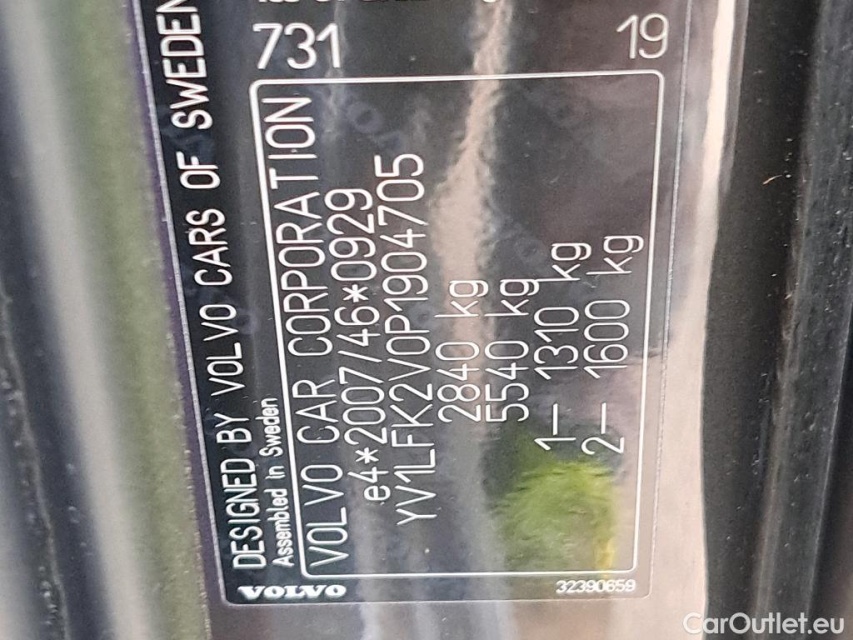 DESIGNED BY VOLVO CARS OF SWEDEN
Assembled in Sweden
VOLVO CAR CORPORATION
e4*2007/46*0929
YV1LFK2V0P1904705
2840 kg
5540 kg
1– 1310 kg
2– 1600 kg
731
19
VOLVO
32390659
CarOutlet.eu